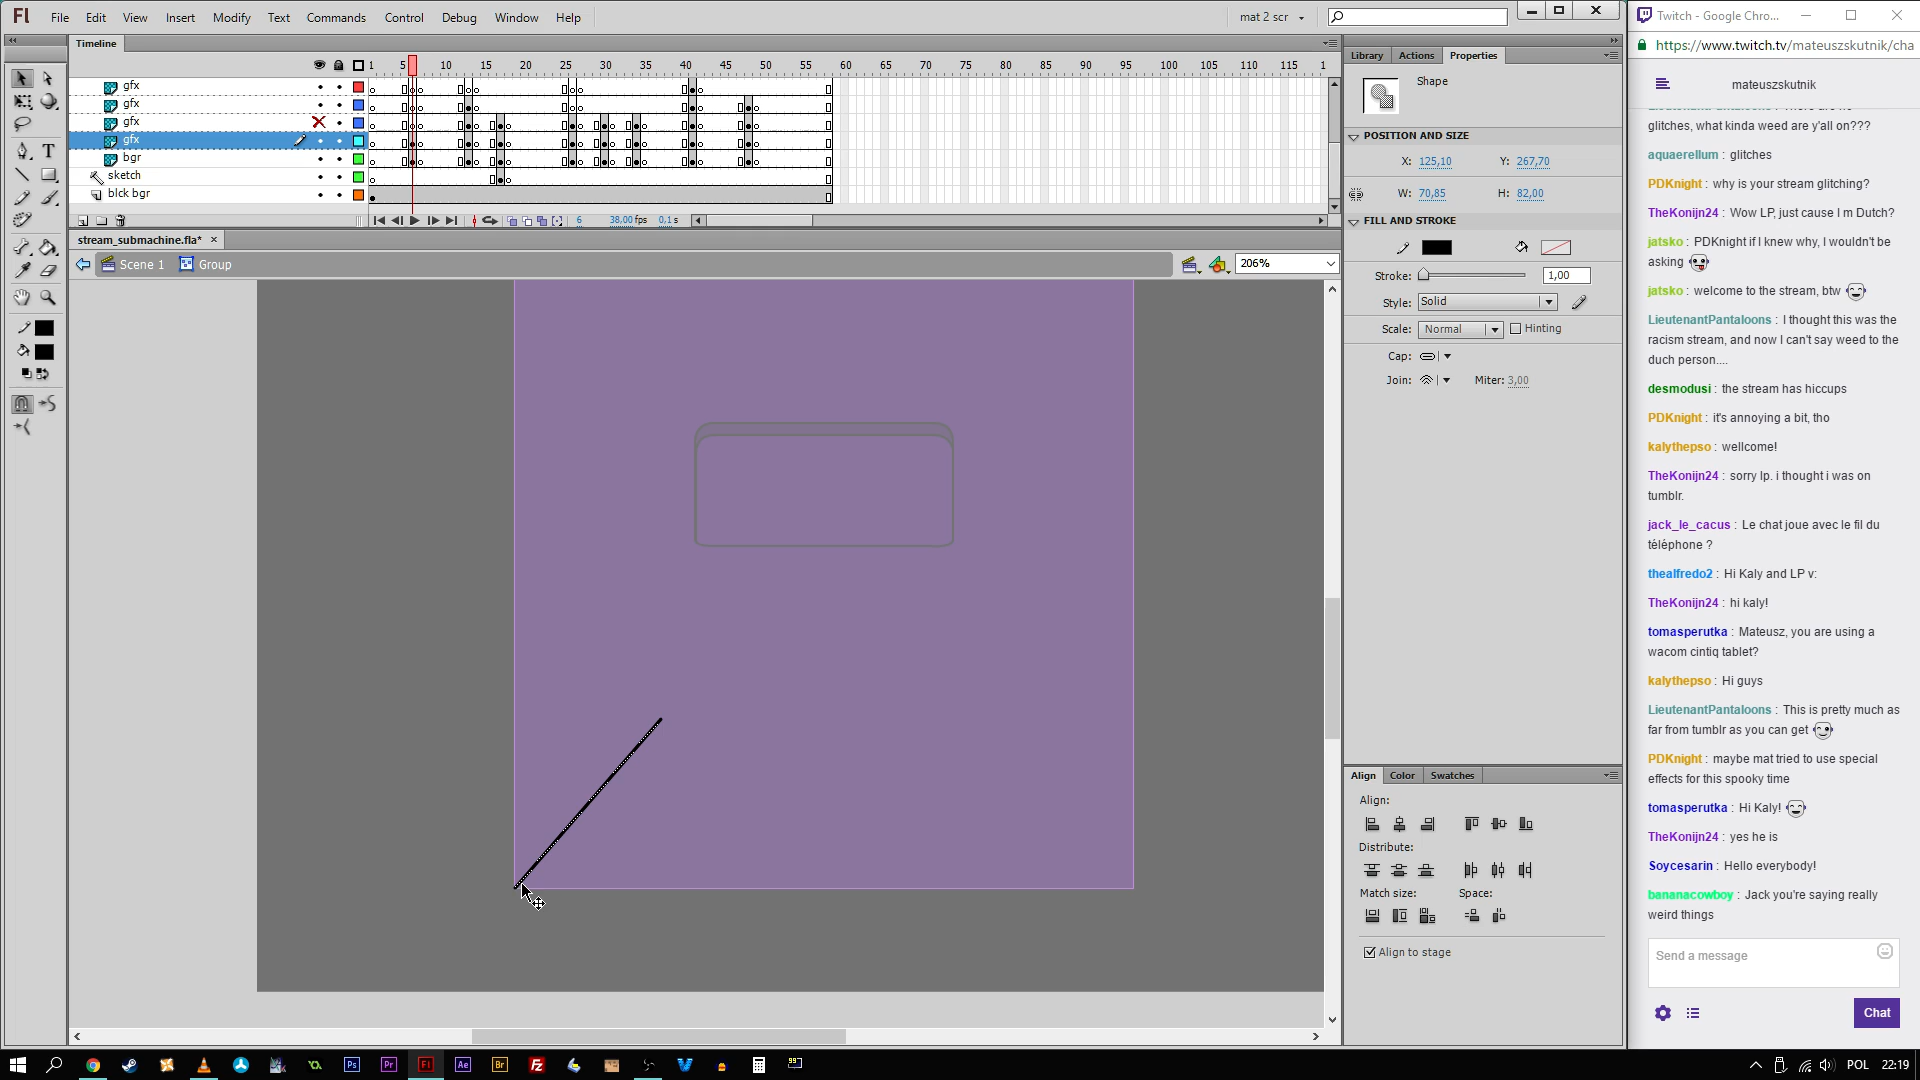 Fl File Edit View Insert Modify Text Commands Control Debug Window Help mat 2 scr
Timeline
1 5 10 15 20 25 30 35 40 45 50 55 60 65 70 75 80 85 90 95 100 105 110 115 1
gfx
gfx
gfx
gfx
bgr
sketch
blck bgr
6 38,00 fps 0,1 s
stream_submachine.fla* ×
Scene 1 Group 206%
Library Actions Properties
Shape
POSITION AND SIZE
X: 125,10 Y: 267,70
W: 70,85 H: 82,00
FILL AND STROKE
Stroke: 1,00
Style: Solid
Scale: Normal Hinting
Cap:
Join: Miter: 3,00
Align Color Swatches
Align:
Distribute:
Match size: Space:
Align to stage
Twitch - Google Chro...
https://www.twitch.tv/mateuszskutnik/cha
mateuszskutnik
glitches, what kinda weed are y'all on???
aquaerellum : glitches
PDKnight : why is your stream glitching?
TheKonijn24 : Wow LP, just cause I m Dutch?
jatsko : PDKnight if I knew why, I wouldn't be
asking
jatsko : welcome to the stream, btw
LieutenantPantaloons : I thought this was the
racism stream, and now I can't say weed to the
duch person....
desmodusi : the stream has hiccups
PDKnight : it's annoying a bit, tho
kalythepso : wellcome!
TheKonijn24 : sorry lp. i thought i was on
tumblr.
jack_le_cacus : Le chat joue avec le fil du
téléphone ?
thealfredo2 : Hi Kaly and LP v:
TheKonijn24 : hi kaly!
tomasperutka : Mateusz, you are using a
wacom cintiq tablet?
kalythepso : Hi guys
LieutenantPantaloons : This is pretty much as
far from tumblr as you can get
PDKnight : maybe mat tried to use special
effects for this spooky time
tomasperutka : Hi Kaly!
TheKonijn24 : yes he is
Soycesarin : Hello everybody!
bananacowboy : Jack you're saying really
weird things
Send a message
Chat
Ps Pr Fl Ae Br Fz POL 22:19